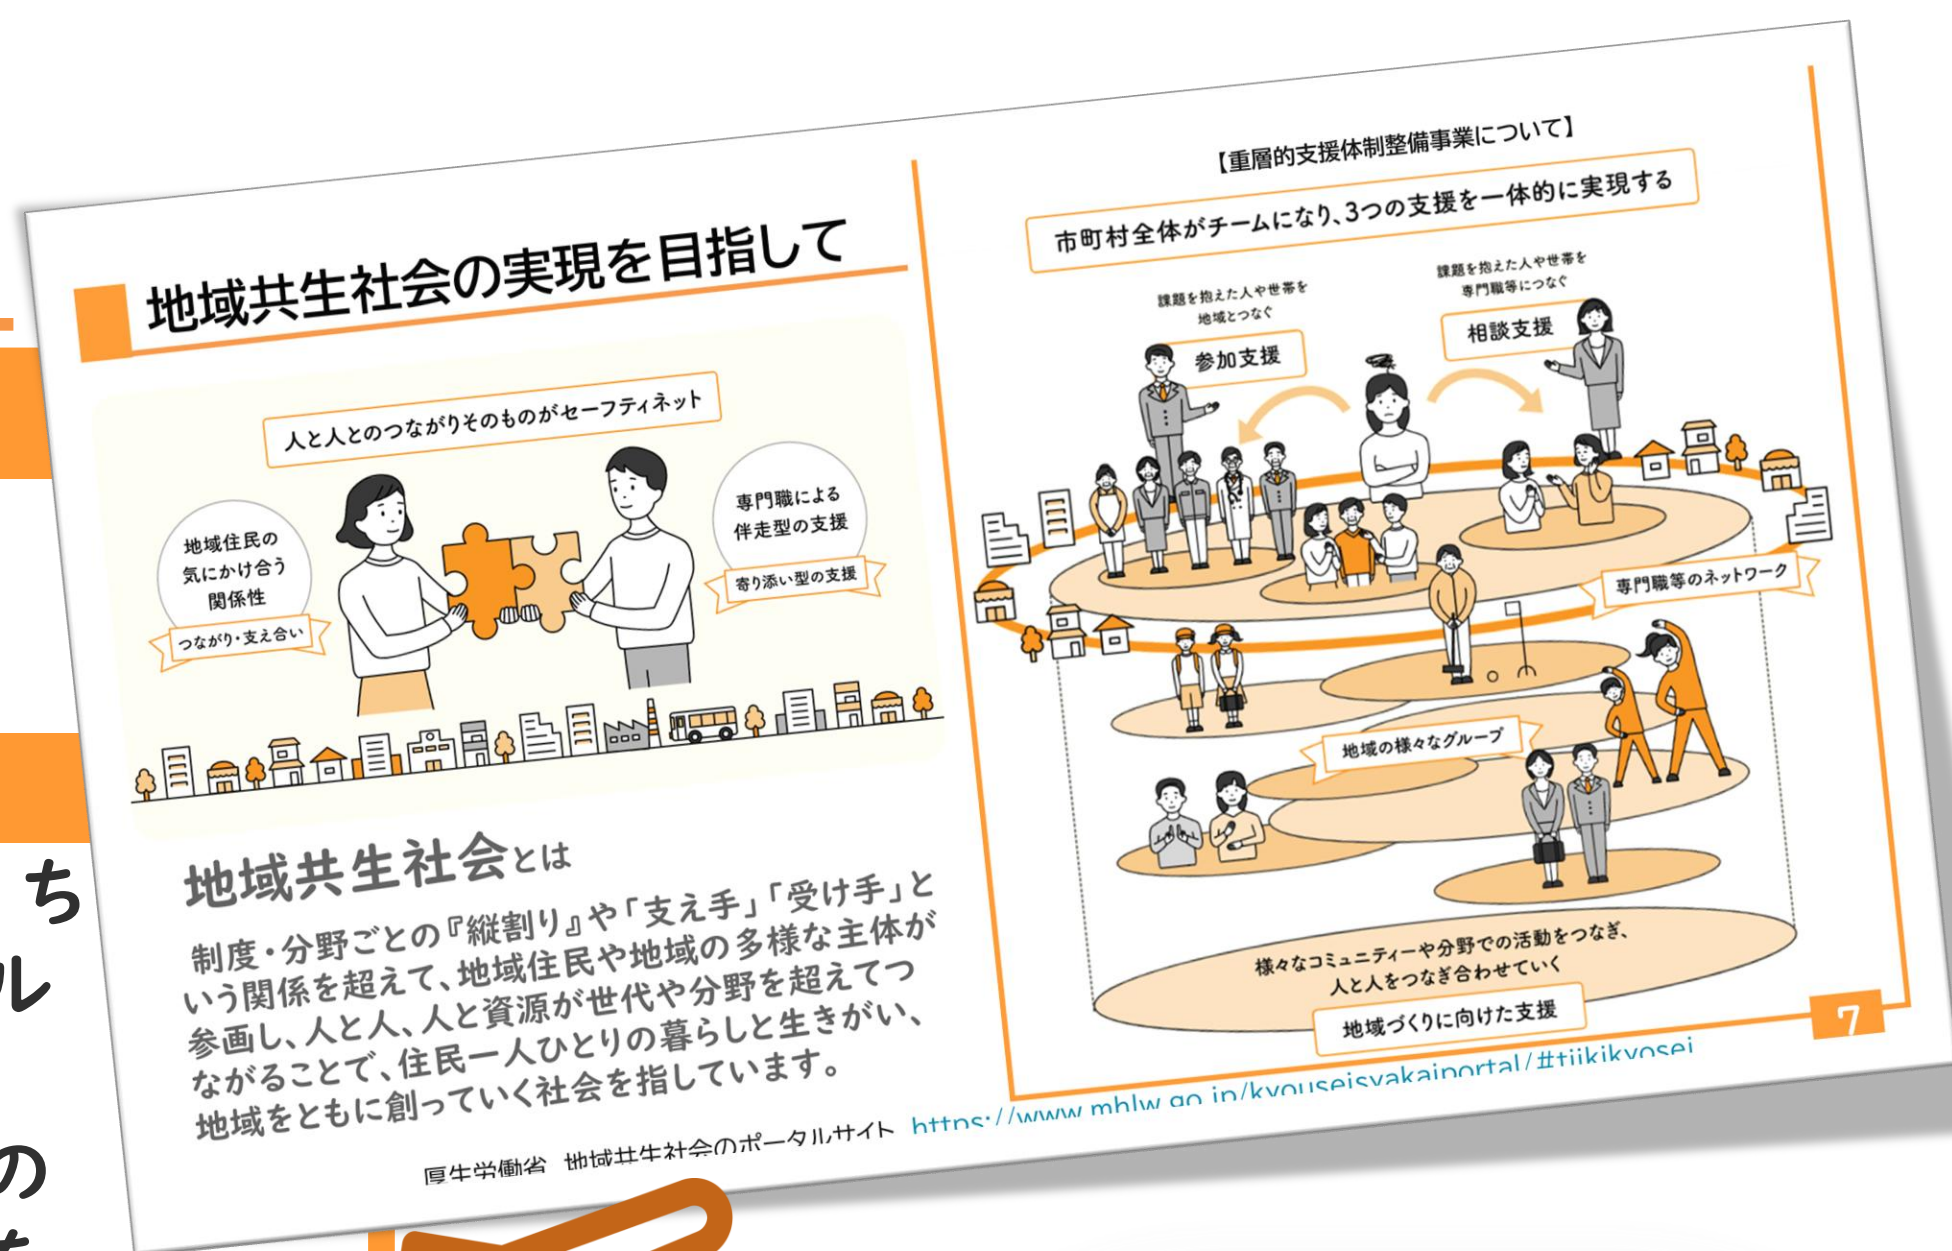 地域共生社会の実現を目指して
人と人とのつながりそのものがセーフティネット
地域住民の
気にかけ合う
関係性
つながり・支え合い
専門職による
伴走型の支援
寄り添い型の支援
地域共生社会とは
制度・分野ごとの『縦割り』や「支え手」「受け手」と
いう関係を超えて、地域住民や地域の多様な主体が
参画し、人と人、人と資源が世代や分野を超えてつ
ながることで、住民一人ひとりの暮らしと生きがい、
地域をともに創っていく社会を指しています。
【重層的支援体制整備事業について】
市町村全体がチームになり、3つの支援を一体的に実現する
課題を抱えた人や世帯を
地域とつなぐ
参加支援
課題を抱えた人や世帯を
専門職等につなぐ
相談支援
専門職等のネットワーク
地域の様々なグループ
様々なコミュニティーや分野での活動をつなぎ、
人と人をつなぎ合わせていく
地域づくりに向けた支援
7
厚生労働省 地域共生社会のポータルサイト https://www.mhlw.go.jp/kyouseisyakaiportal/#tiikikyosei
ち
ル
の